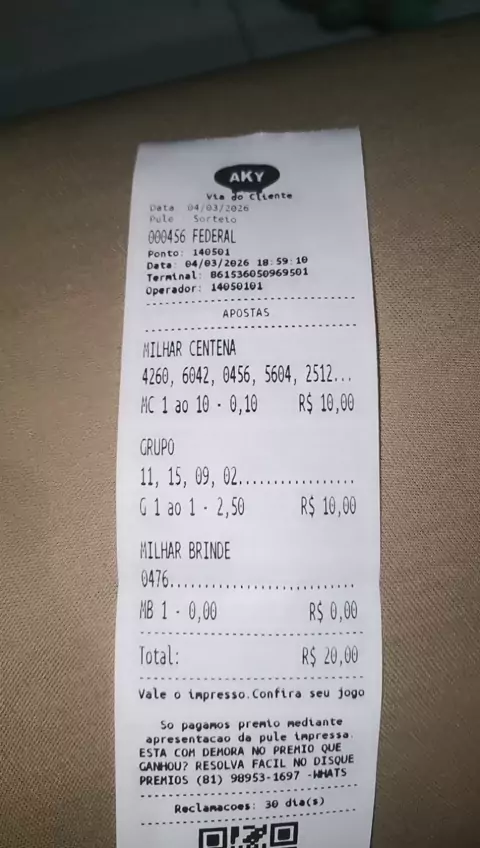 AKY
Via do Cliente
Data 04/03/2026
Pule Sorteio
000456 FEDERAL
Ponto: 140501
Data: 04/03/2026 18:59:10
Terminal: 861536050969501
Operador: 14050101
APOSTAS
MILHAR CENTENA
4260, 6042, 0456, 5604, 2512...
MC 1 ao 10 - 0,10 R$ 10,00
GRUPO
11, 15, 09, 02..................
G 1 ao 1 - 2,50 R$ 10,00
MILHAR BRINDE
0476............................
MB 1 - 0,00 R$ 0,00
Total: R$ 20,00
Vale o impresso.Confira seu jogo
So pagamos premio mediante
apresentacao da pule impressa.
ESTA COM DEMORA NO PREMIO QUE
GANHOU? RESOLVA FACIL NO DISQUE
PREMIOS (81) 98953-1697 -WHATS
Reclamacoes: 30 dia(s)